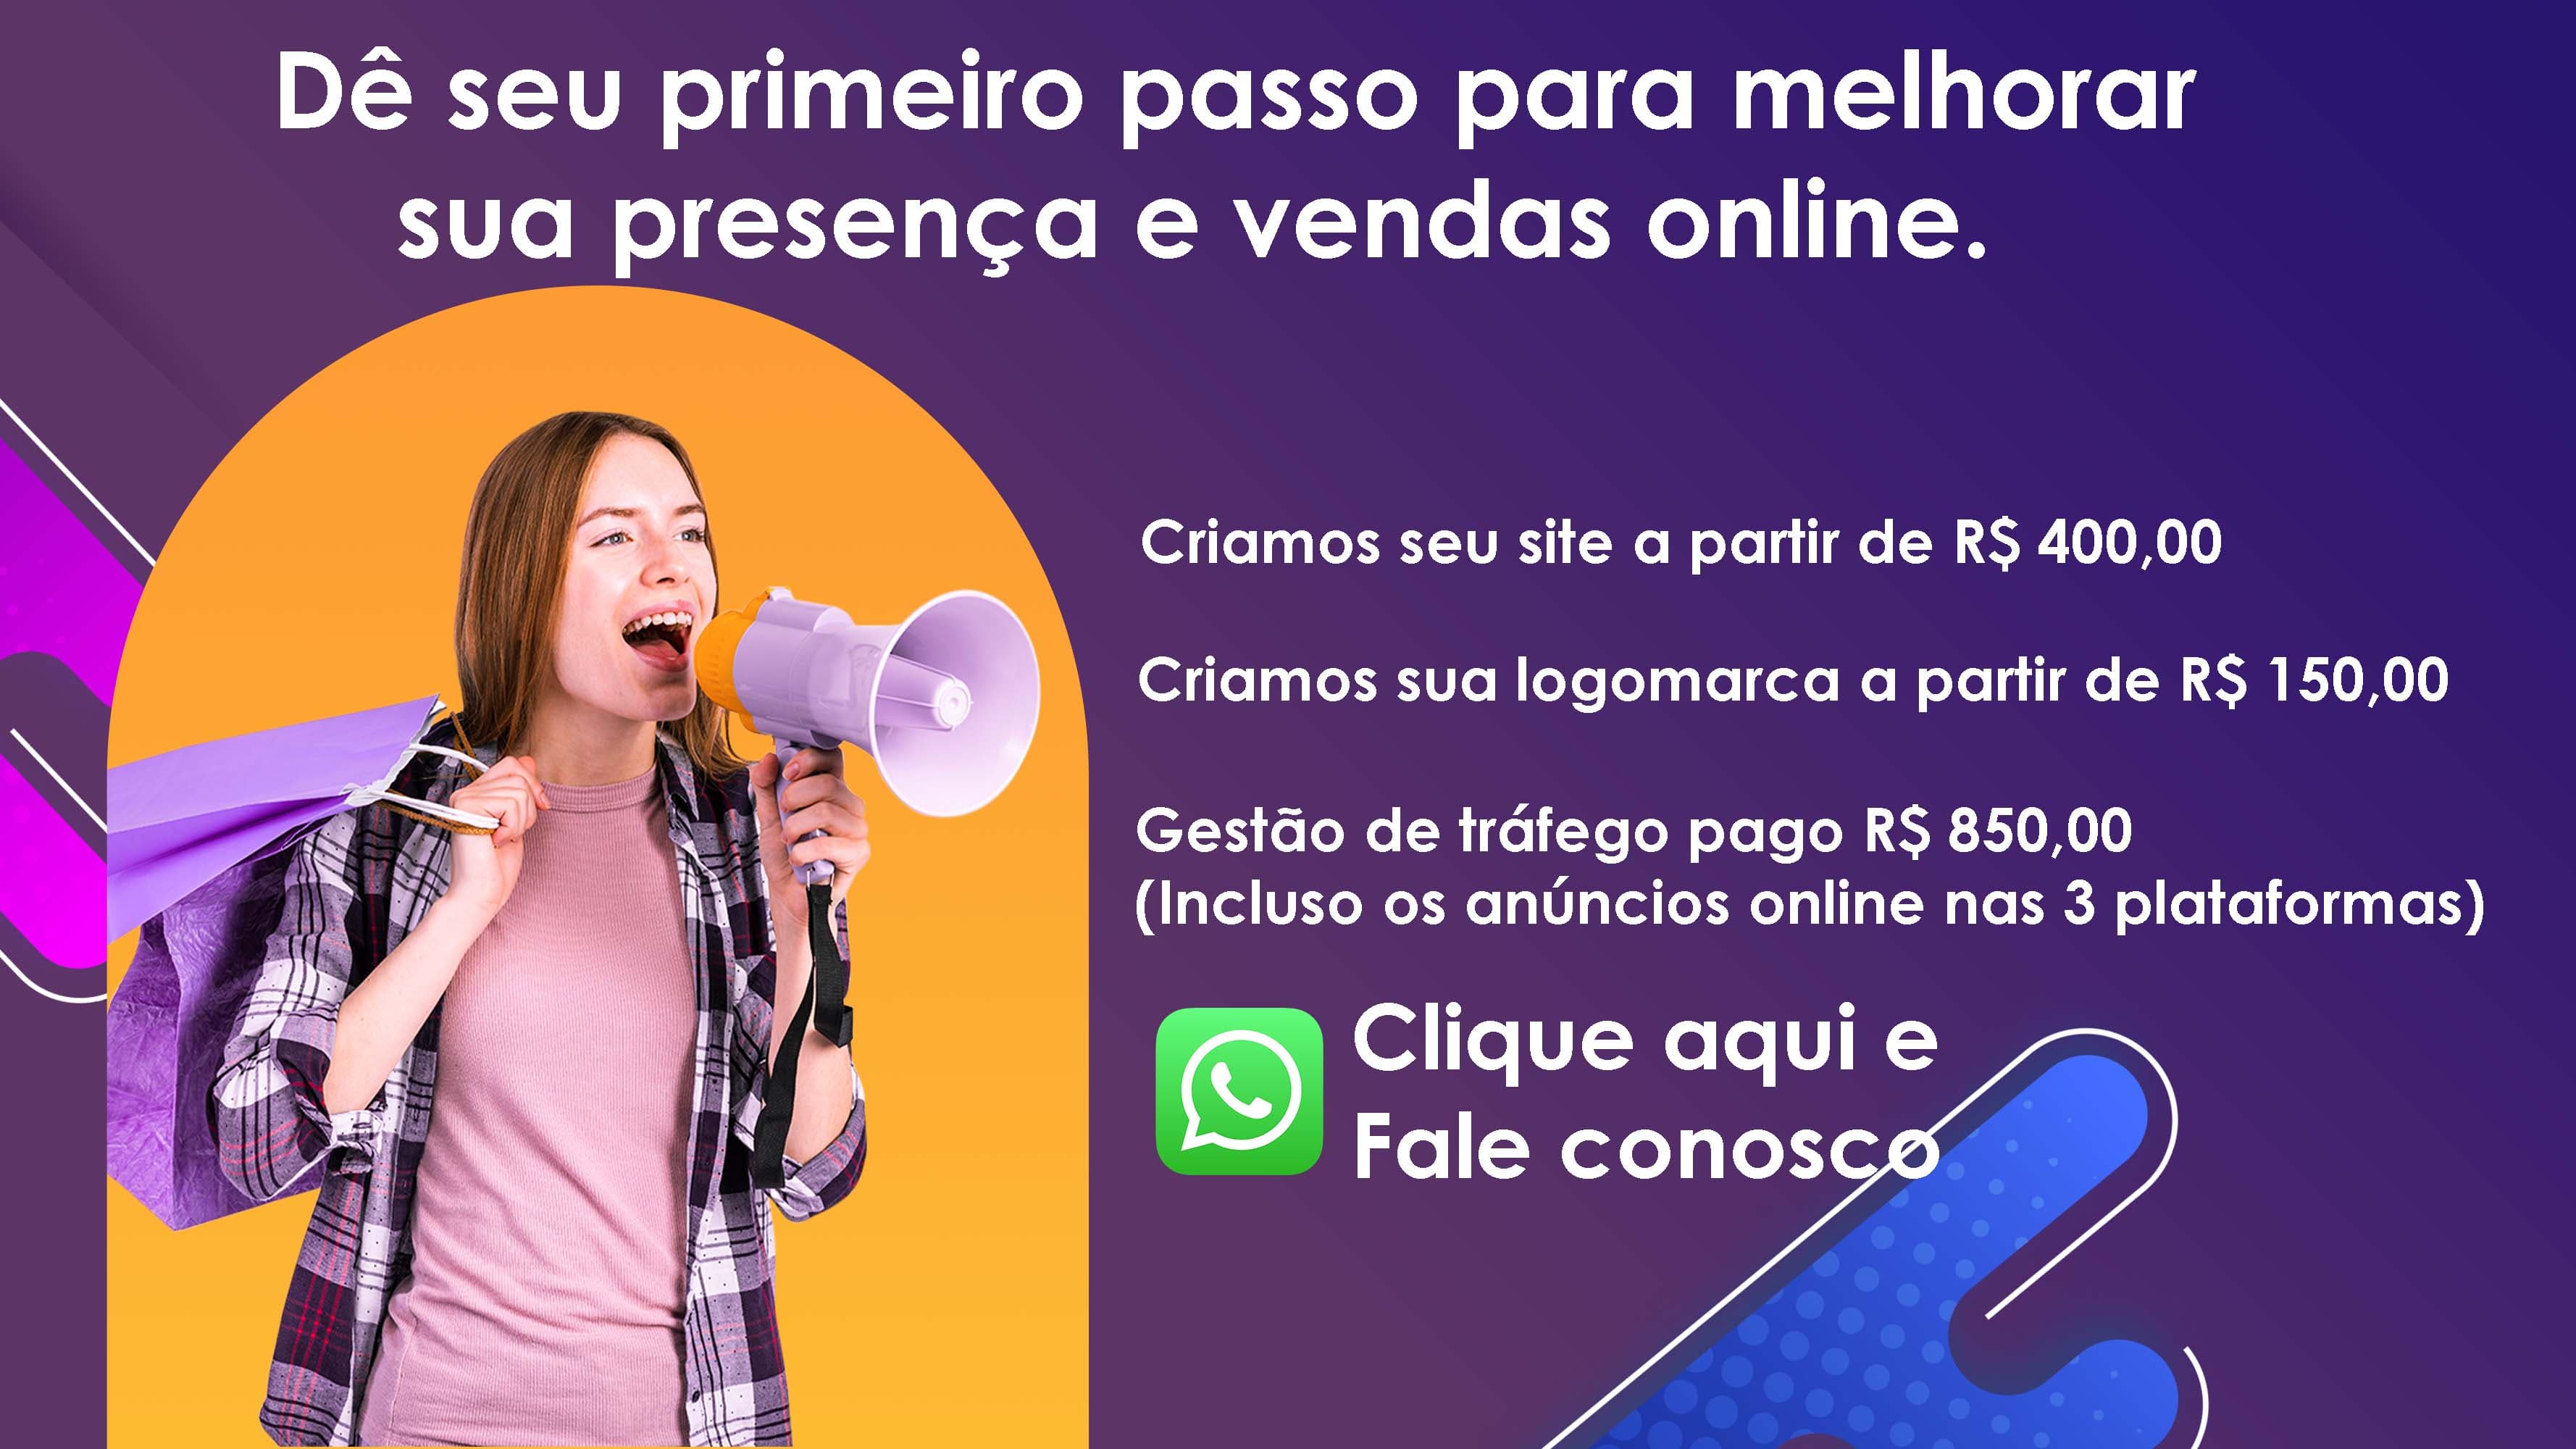 Dê seu primeiro passo para melhorar
sua presença e vendas online.
Criamos seu site a partir de R$ 400,00
Criamos sua logomarca a partir de R$ 150,00
Gestão de tráfego pago R$ 850,00
(Incluso os anúncios online nas 3 plataformas)
Clique aqui e
Fale conosco